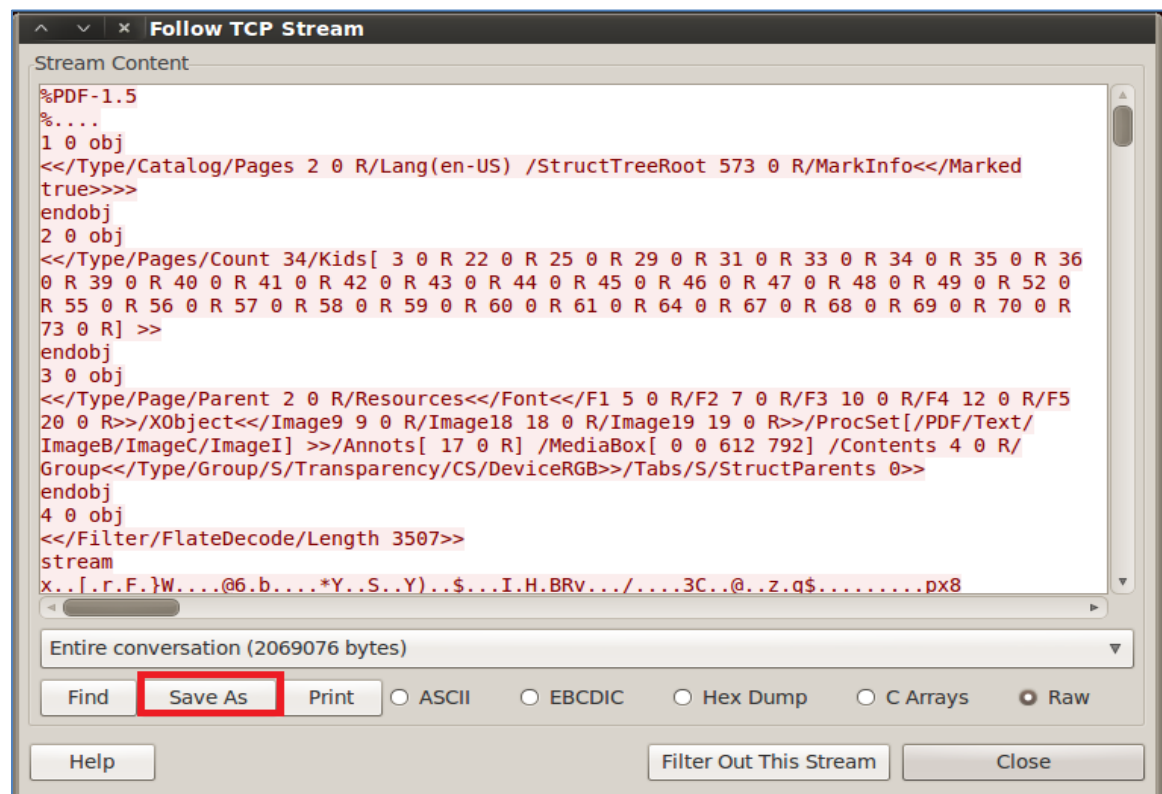 Follow TCP Stream
Stream Content
%PDF-1.5
%....
1 0 obj
<</Type/Catalog/Pages 2 0 R/Lang(en-US) /StructTreeRoot 573 0 R/MarkInfo<</Marked
true>>>>
endobj
2 0 obj
<</Type/Pages/Count 34/Kids[ 3 0 R 22 0 R 25 0 R 29 0 R 31 0 R 33 0 R 34 0 R 35 0 R 36
0 R 39 0 R 40 0 R 41 0 R 42 0 R 43 0 R 44 0 R 45 0 R 46 0 R 47 0 R 48 0 R 49 0 R 52 0
R 55 0 R 56 0 R 57 0 R 58 0 R 59 0 R 60 0 R 61 0 R 64 0 R 67 0 R 68 0 R 69 0 R 70 0 R
73 0 R] >>
endobj
3 0 obj
<</Type/Page/Parent 2 0 R/Resources<</Font<</F1 5 0 R/F2 7 0 R/F3 10 0 R/F4 12 0 R/F5
20 0 R>>/XObject<</Image9 9 0 R/Image18 18 0 R/Image19 19 0 R>>/ProcSet[/PDF/Text/
ImageB/ImageC/ImageI] >>/Annots[ 17 0 R] /MediaBox[ 0 0 612 792] /Contents 4 0 R/
Group<</Type/Group/S/Transparency/CS/DeviceRGB>>/Tabs/S/StructParents 0>>
endobj
4 0 obj
<</Filter/FlateDecode/Length 3507>>
stream
x..[.r.F.}W....@6.b....*Y..S..Y)..$...I.H.BRv.../....3C..@..z.q$.........px8
Entire conversation (2069076 bytes)
Find Save As Print ASCII EBCDIC Hex Dump C Arrays Raw
Help Filter Out This Stream Close